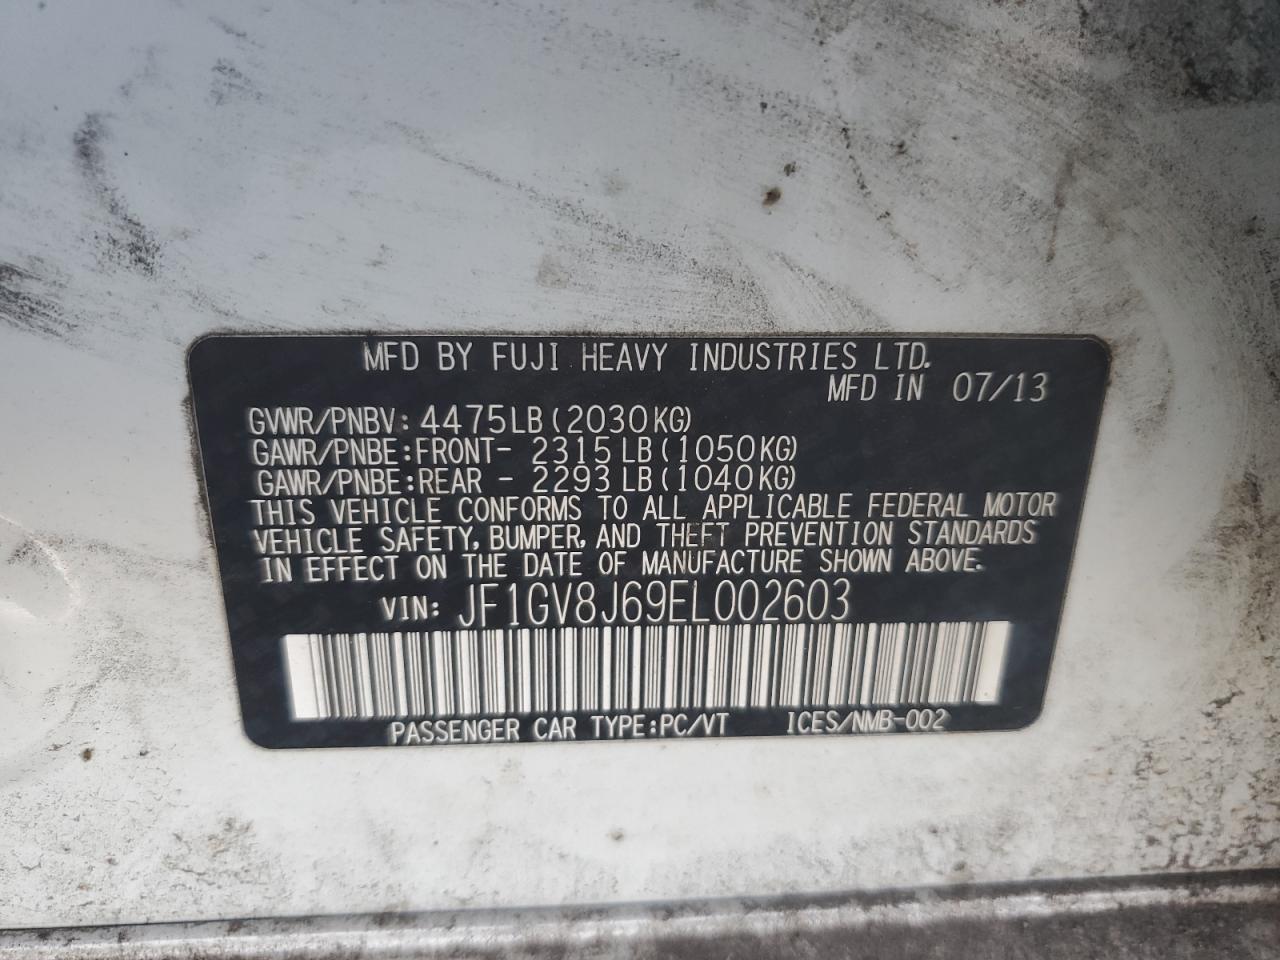 MFD BY FUJI HEAVY INDUSTRIES LTD.
MFD IN 07/13
GVWR/PNBV: 4475LB(2030KG)
GAWR/PNBE:FRONT- 2315LB(1050KG)
GAWR/PNBE:REAR - 2293LB(1040KG)
THIS VEHICLE CONFORMS TO ALL APPLICABLE FEDERAL MOTOR
VEHICLE SAFETY, BUMPER, AND THEFT PREVENTION STANDARDS
IN EFFECT ON THE DATE OF MANUFACTURE SHOWN ABOVE.
VIN: JF1GV8J69EL002603
PASSENGER CAR TYPE:PC/VT ICES/NMB-002